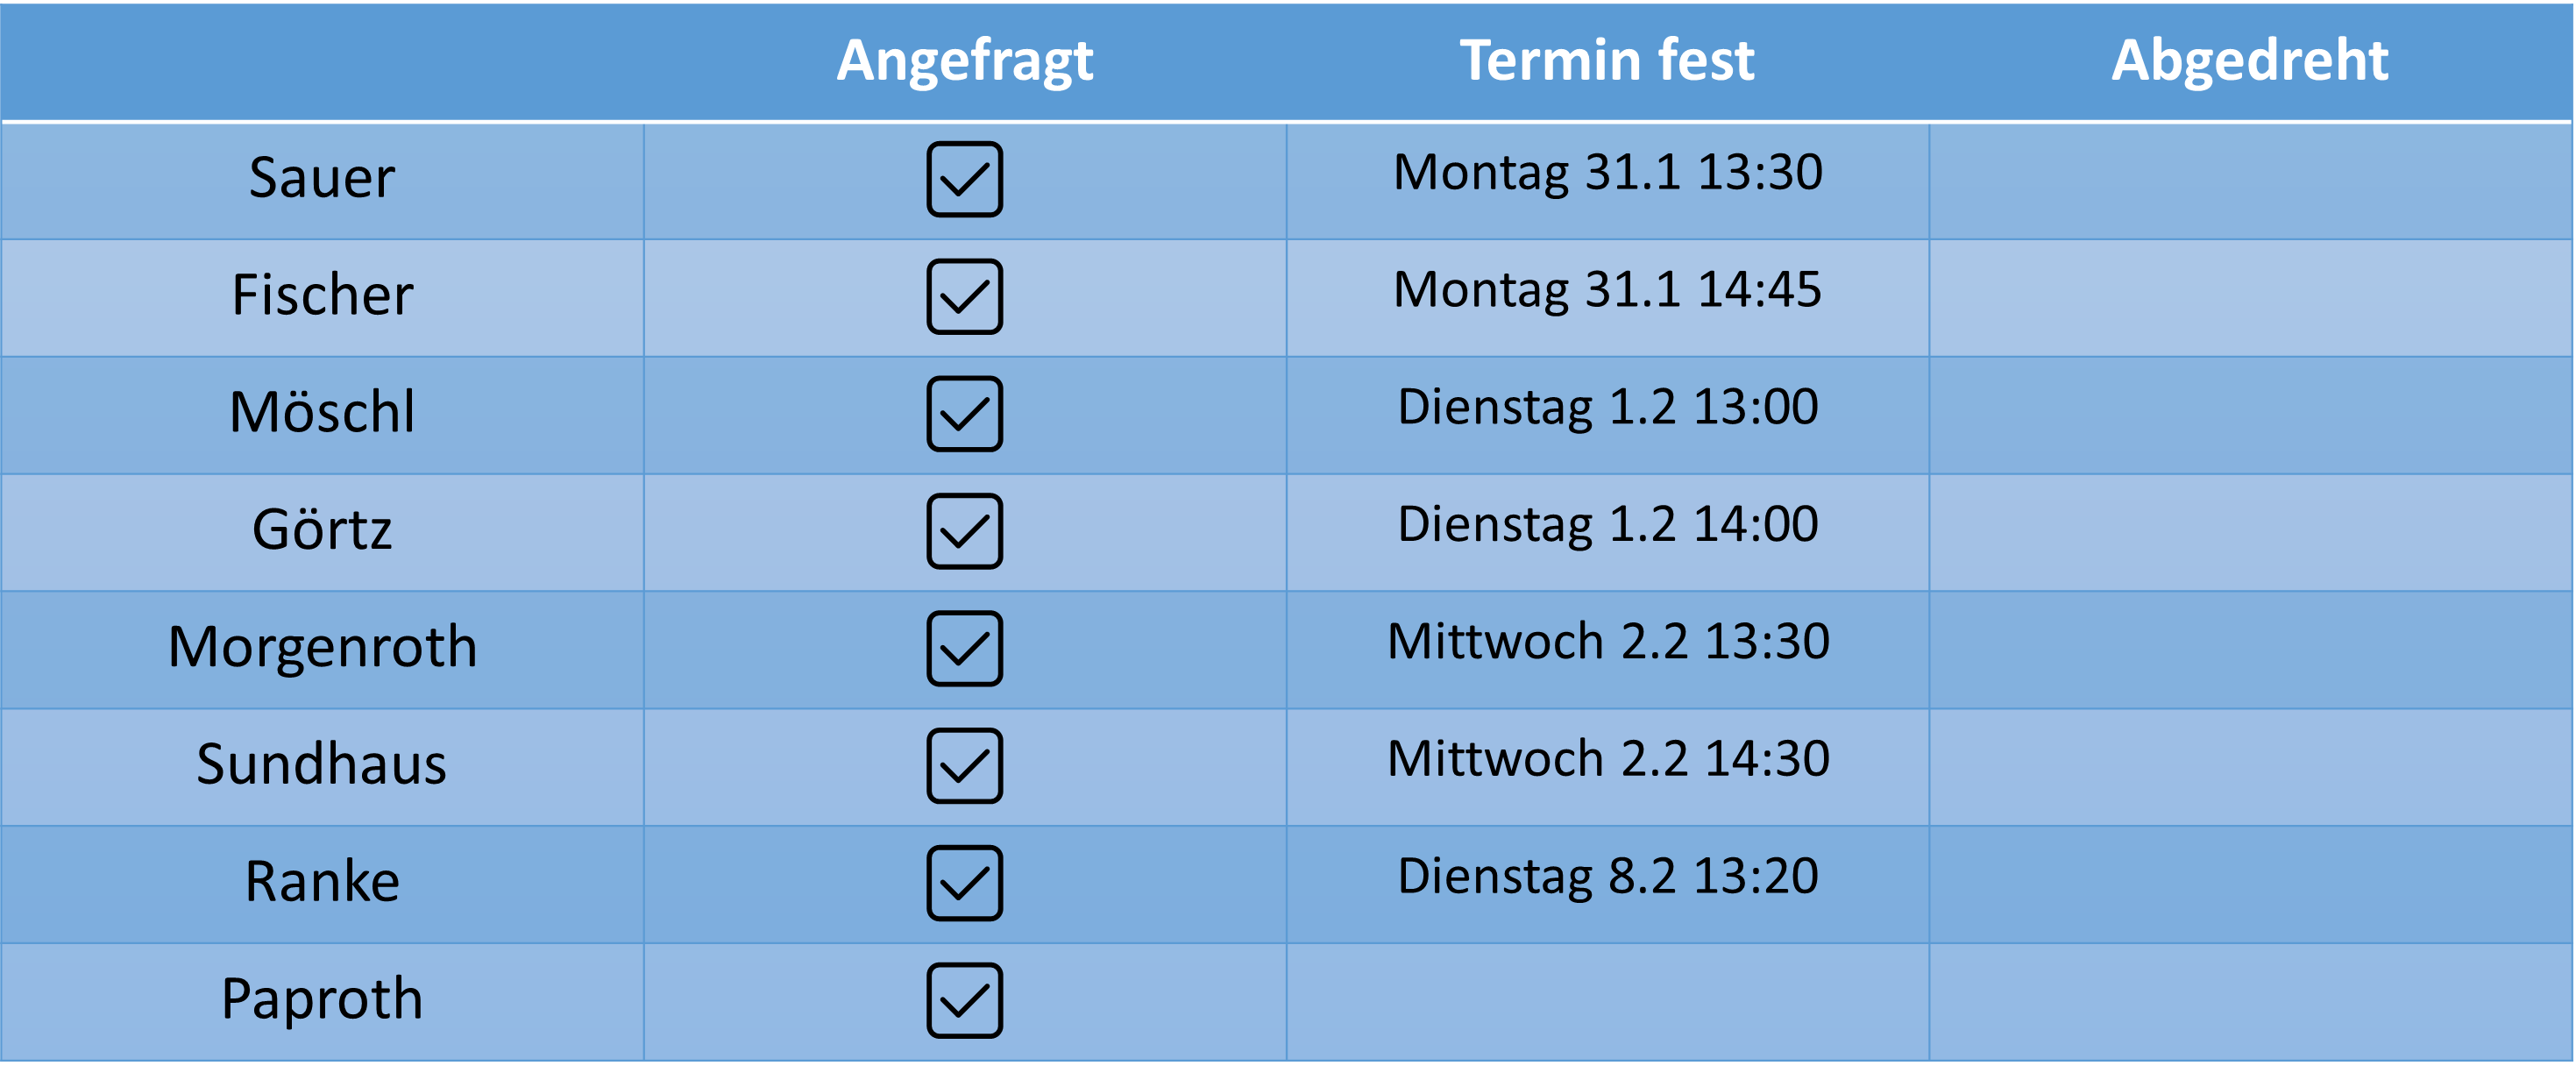 Angefragt Termin fest Abgedreht
Sauer Montag 31.1 13:30
Fischer Montag 31.1 14:45
Möschl Dienstag 1.2 13:00
Görtz Dienstag 1.2 14:00
Morgenroth Mittwoch 2.2 13:30
Sundhaus Mittwoch 2.2 14:30
Ranke Dienstag 8.2 13:20
Paproth